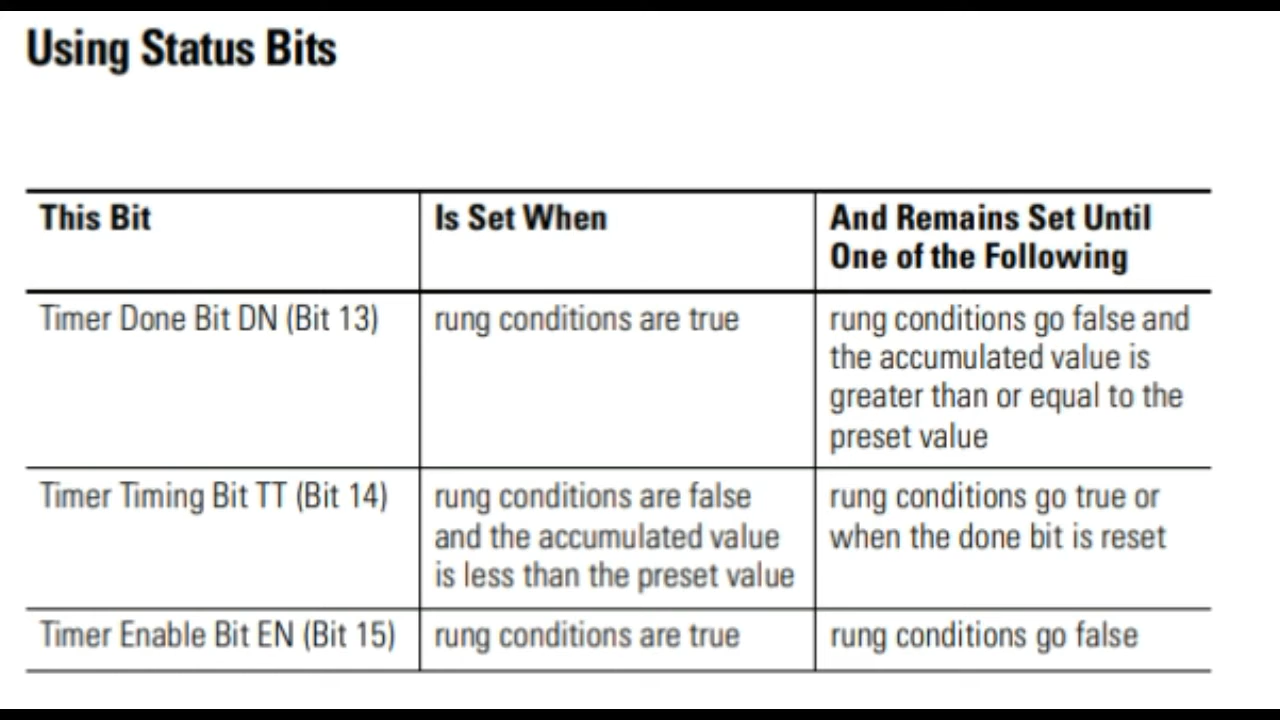 Using Status Bits
This Bit
Is Set When
And Remains Set Until
One of the Following
Timer Done Bit DN (Bit 13)
rung conditions are true
rung conditions go false and
the accumulated value is
greater than or equal to the
preset value
Timer Timing Bit TT (Bit 14)
rung conditions are false
and the accumulated value
is less than the preset value
rung conditions go true or
when the done bit is reset
Timer Enable Bit EN (Bit 15)
rung conditions are true
rung conditions go false